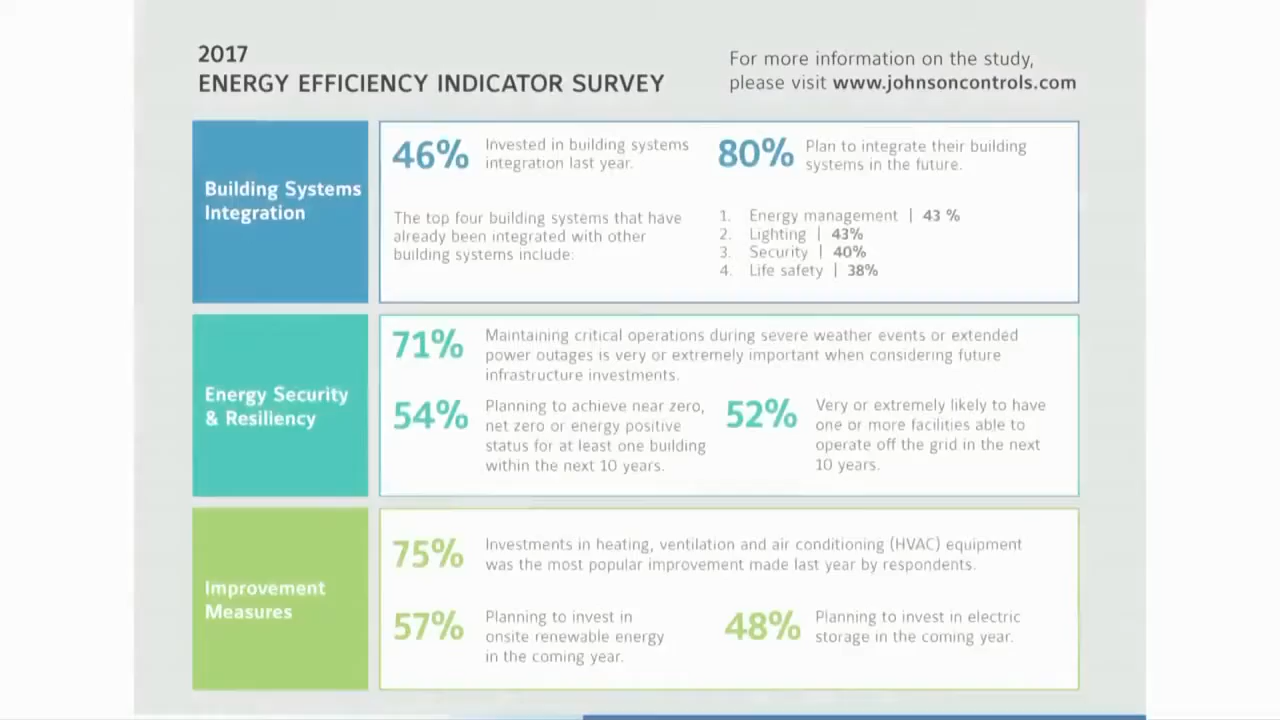 2017
ENERGY EFFICIENCY INDICATOR SURVEY
For more information on the study,
please visit www.johnsoncontrols.com
Building Systems
Integration
46%
Invested in building systems
integration last year.
80%
Plan to integrate their building
systems in the future.
The top four building systems that have
already been integrated with other
building systems include:
1. Energy management | 43 %
2. Lighting | 43%
3. Security | 40%
4. Life safety | 38%
Energy Security
& Resiliency
71%
Maintaining critical operations during severe weather events or extended
power outages is very or extremely important when considering future
infrastructure investments.
54%
Planning to achieve near zero,
net zero or energy positive
status for at least one building
within the next 10 years.
52%
Very or extremely likely to have
one or more facilities able to
operate off the grid in the next
10 years.
Improvement
Measures
75%
Investments in heating, ventilation and air conditioning (HVAC) equipment
was the most popular improvement made last year by respondents.
57%
Planning to invest in
onsite renewable energy
in the coming year.
48%
Planning to invest in electric
storage in the coming year.